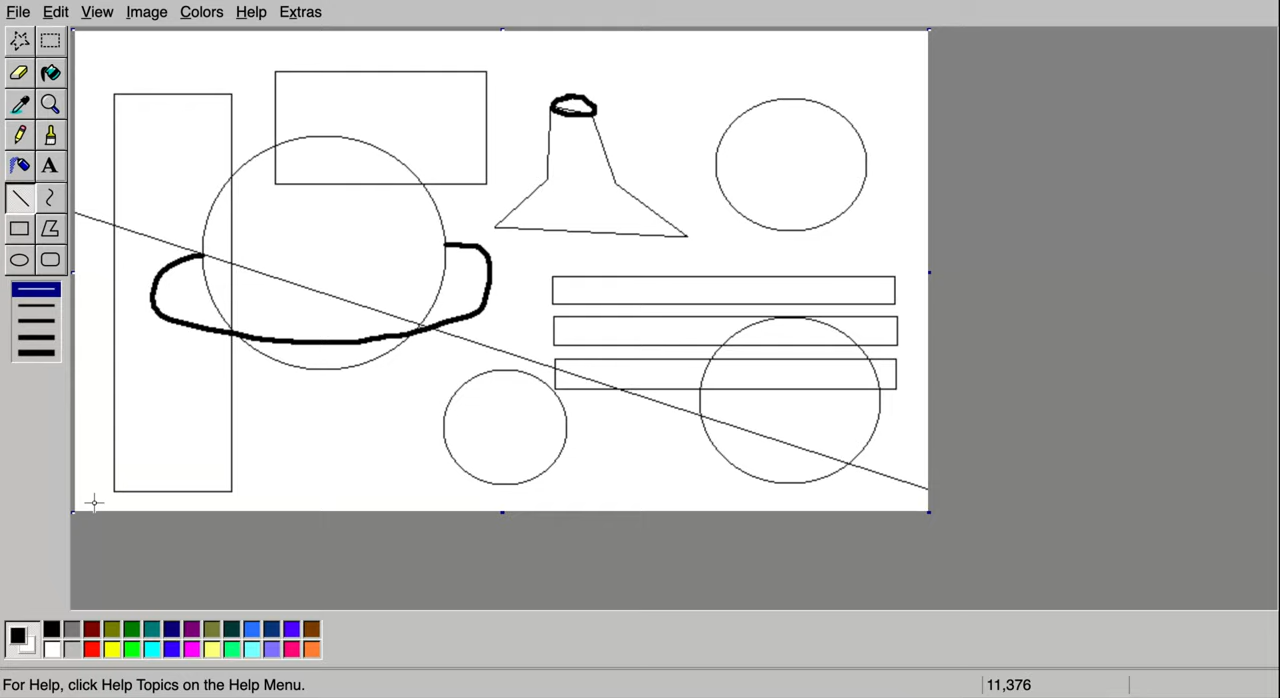 File Edit View Image Colors Help Extras
A
For Help, click Help Topics on the Help Menu. 11,376